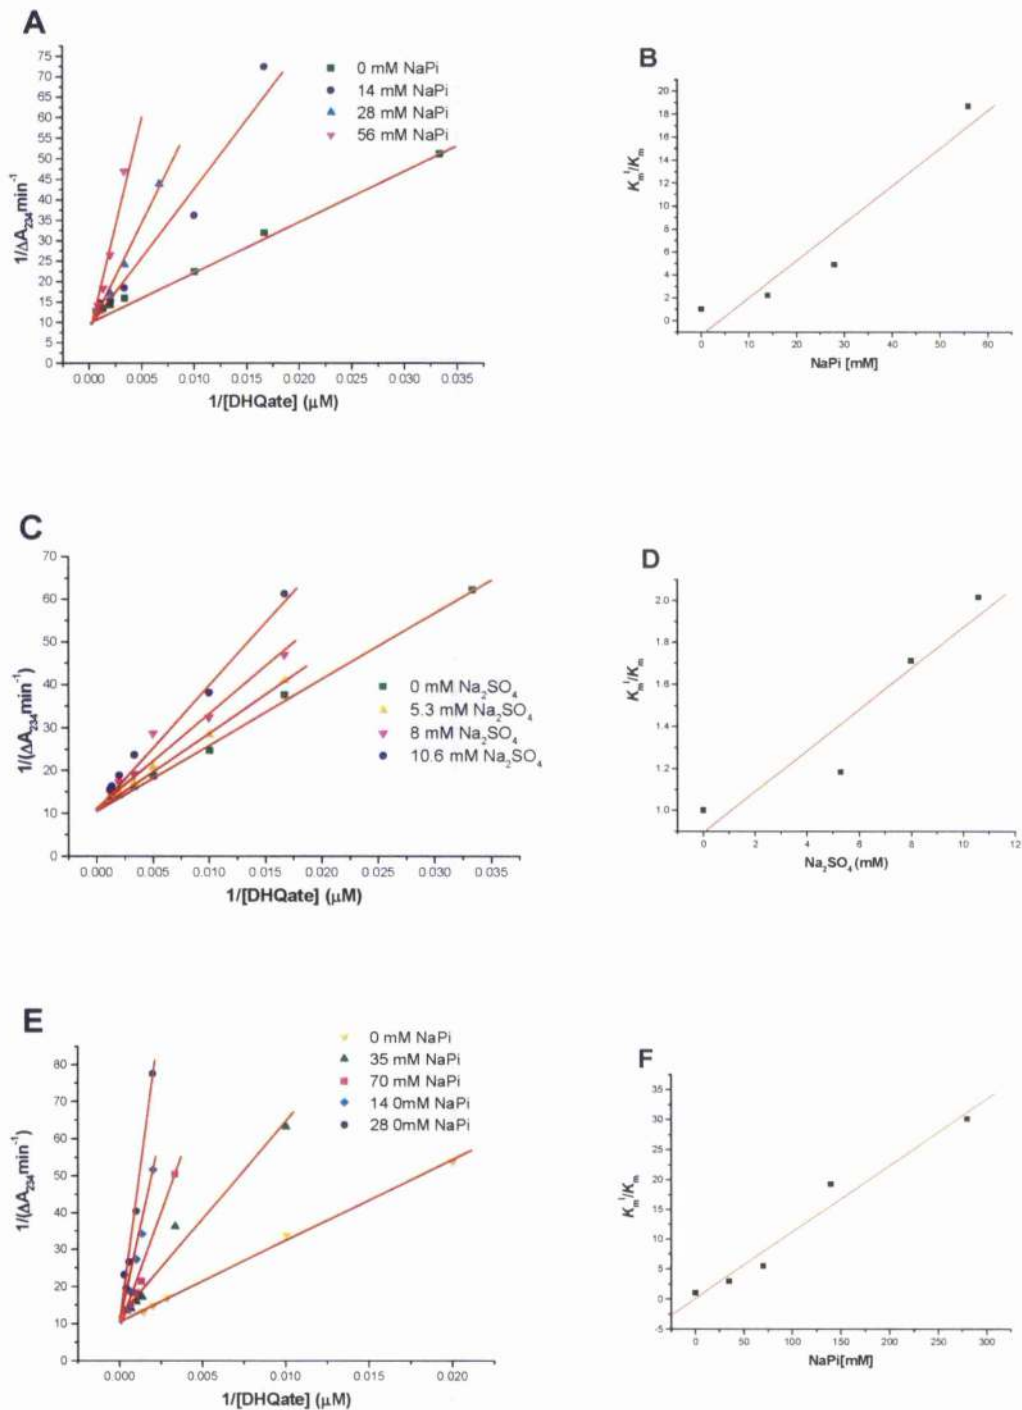 A
75
70
65
60
55
50
45
40
35
30
25
20
15
10
5
0
1/ΔA₂₃₄min⁻¹
0 mM NaPi
14 mM NaPi
28 mM NaPi
56 mM NaPi
0.000 0.005 0.010 0.015 0.020 0.025 0.030 0.035
1/[DHQate] (μM)
B
20
18
16
14
12
10
8
6
4
2
0
Kₘᴵ/Kₘ
0 10 20 30 40 50 60
NaPi [mM]
C
70
60
50
40
30
20
10
0
1/(ΔA₂₃₄min⁻¹)
0 mM Na₂SO₄
5.3 mM Na₂SO₄
8 mM Na₂SO₄
10.6 mM Na₂SO₄
0.000 0.005 0.010 0.015 0.020 0.025 0.030 0.035
1/[DHQate] (μM)
D
2.0
1.8
1.6
1.4
1.2
1.0
Kₘᴵ/Kₘ
0 2 4 6 8 10 12
Na₂SO₄ (mM)
E
80
70
60
50
40
30
20
10
0
1/(ΔA₂₃₄min⁻¹)
0 mM NaPi
35 mM NaPi
70 mM NaPi
14 0mM NaPi
28 0mM NaPi
0.000 0.005 0.010 0.015 0.020
1/[DHQate] (μM)
F
35
30
25
20
15
10
5
0
-5
Kₘᴵ/Kₘ
0 50 100 150 200 250 300
NaPi[mM]